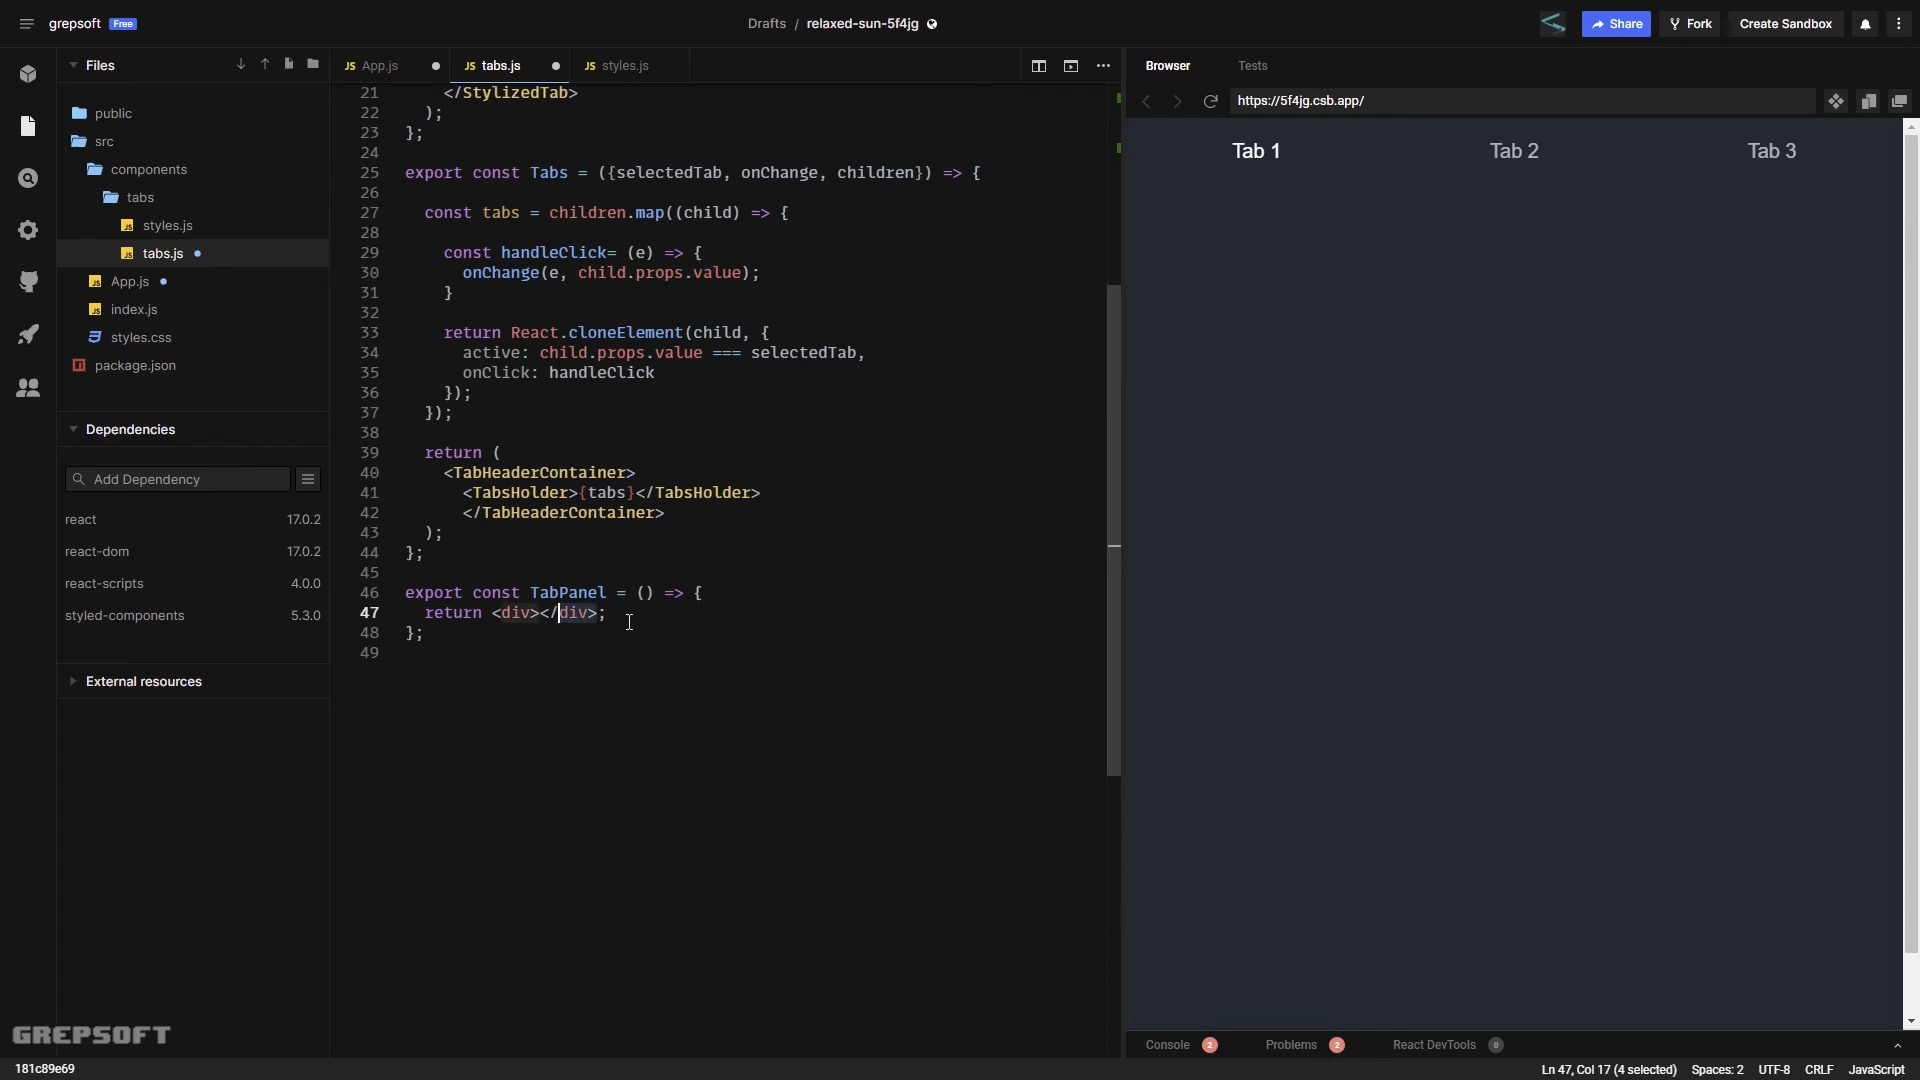 grepsoft Free
Drafts / relaxed-sun-5f4jg
Share
Fork
Create Sandbox
Files
public
src
components
tabs
JS styles.js
JS tabs.js
JS App.js
JS index.js
styles.css
package.json
Dependencies
Add Dependency
react 17.0.2
react-dom 17.0.2
react-scripts 4.0.0
styled-components 5.3.0
External resources
GREPSOFT
JS App.js
JS tabs.js
JS styles.js
21 </StylizedTab>
22 );
23 };
24
25 export const Tabs = ({selectedTab, onChange, children}) => {
26
27 const tabs = children.map((child) => {
28
29 const handleClick= (e) => {
30 onChange(e, child.props.value);
31 }
32
33 return React.cloneElement(child, {
34 active: child.props.value === selectedTab,
35 onClick: handleClick
36 });
37 });
38
39 return (
40 <TabHeaderContainer>
41 <TabsHolder>{tabs}</TabsHolder>
42 </TabHeaderContainer>
43 );
44 };
45
46 export const TabPanel = () => {
47 return <div></div>;
48 };
49
Browser
Tests
https://5f4jg.csb.app/
Tab 1
Tab 2
Tab 3
Console 2
Problems 2
React DevTools 0
181c89e69
Ln 47, Col 17 (4 selected)
Spaces: 2
UTF-8
CRLF
JavaScript